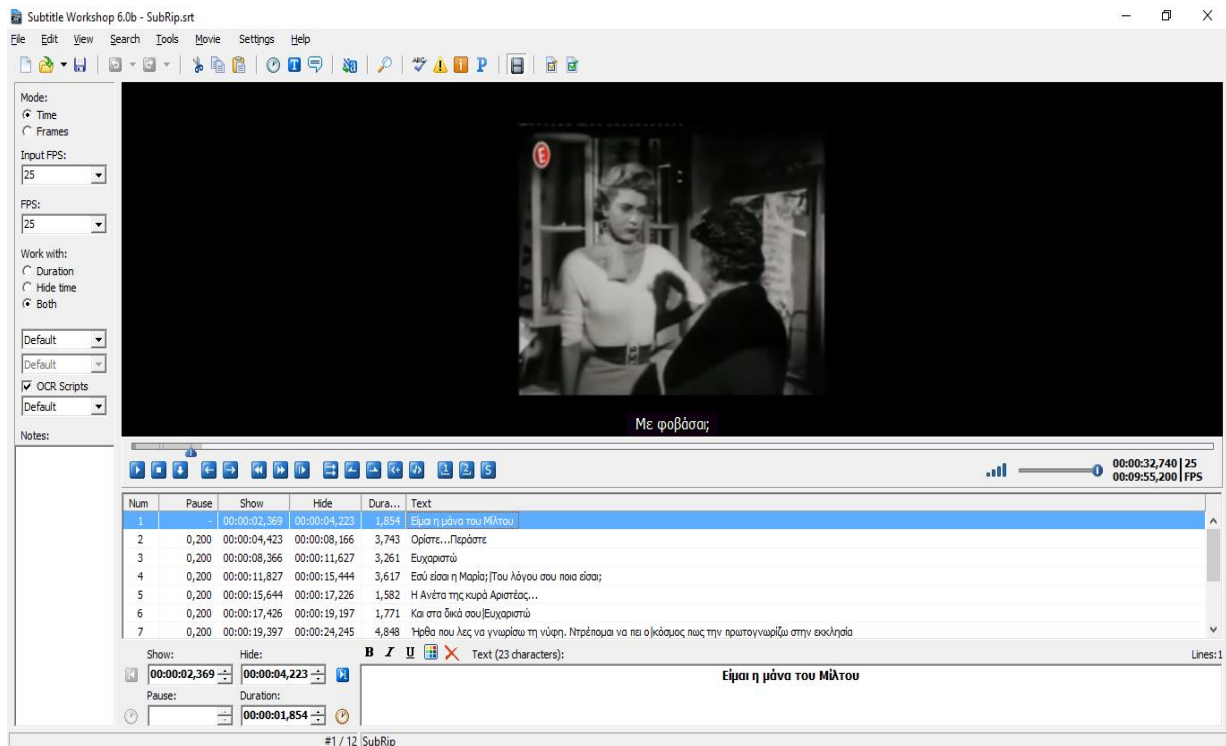 Subtitle Workshop 6.0b - SubRip.srt
File Edit View Search Tools Movie Settings Help
ABC
P
Mode:
Time
Frames
Input FPS:
25
FPS:
25
Work with:
Duration
Hide time
Both
Default
Default
OCR Scripts
Default
Notes:
E
Με φοβάσαι;
1 2 S
00:00:32,740 25
00:09:55,200 FPS
Num Pause Show Hide Dura... Text
1 - 00:00:02,369 00:00:04,223 1,854 Είμαι η μάνα του Μίλτου
2 0,200 00:00:04,423 00:00:08,166 3,743 Ορίστε...Περάστε
3 0,200 00:00:08,366 00:00:11,627 3,261 Ευχαριστώ
4 0,200 00:00:11,827 00:00:15,444 3,617 Εσύ είσαι η Μαρία;|Του λόγου σου ποια είσαι;
5 0,200 00:00:15,644 00:00:17,226 1,582 Η Ανέτα της κυρά Αριστέας...
6 0,200 00:00:17,426 00:00:19,197 1,771 Και στα δικά σου|Ευχαριστώ
7 0,200 00:00:19,397 00:00:24,245 4,848 Ήρθα που λες να γνωρίσω τη νύφη. Ντρέπομαι να πει ο|κόσμος πως την πρωτογνωρίζω στην εκκλησία
Show: Hide: B I U Text (23 characters): Lines:1
00:00:02,369 00:00:04,223
Είμαι η μάνα του Μίλτου
Pause: Duration:
00:00:01,854
#1 / 12 SubRip